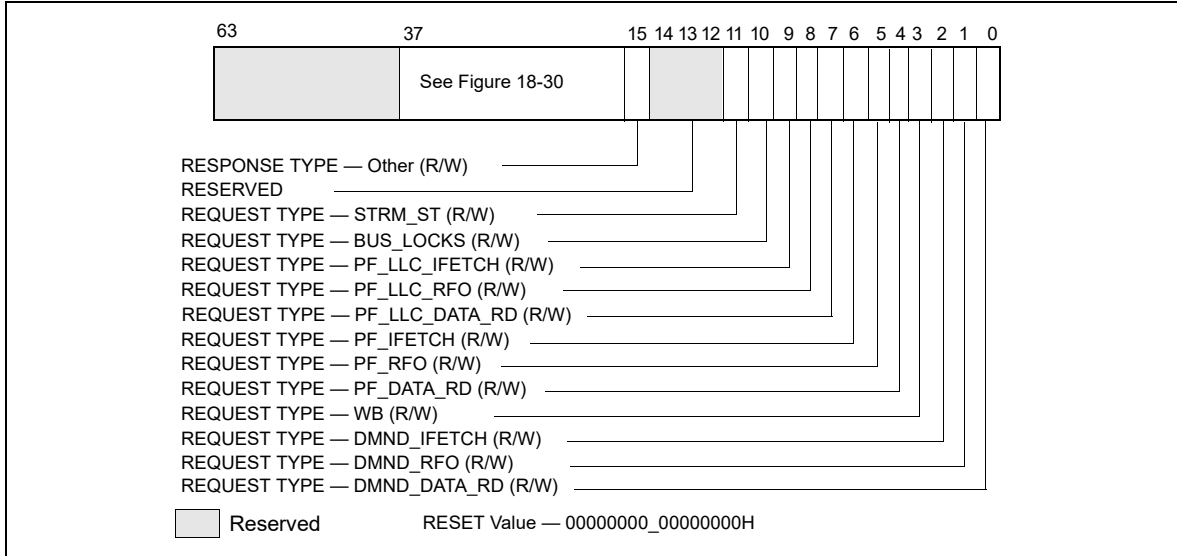 63 37 15 14 13 12 11 10 9 8 7 6 5 4 3 2 1 0
See Figure 18-30
RESPONSE TYPE — Other (R/W)
RESERVED
REQUEST TYPE — STRM_ST (R/W)
REQUEST TYPE — BUS_LOCKS (R/W)
REQUEST TYPE — PF_LLC_IFETCH (R/W)
REQUEST TYPE — PF_LLC_RFO (R/W)
REQUEST TYPE — PF_LLC_DATA_RD (R/W)
REQUEST TYPE — PF_IFETCH (R/W)
REQUEST TYPE — PF_RFO (R/W)
REQUEST TYPE — PF_DATA_RD (R/W)
REQUEST TYPE — WB (R/W)
REQUEST TYPE — DMND_IFETCH (R/W)
REQUEST TYPE — DMND_RFO (R/W)
REQUEST TYPE — DMND_DATA_RD (R/W)
Reserved RESET Value — 00000000_00000000H